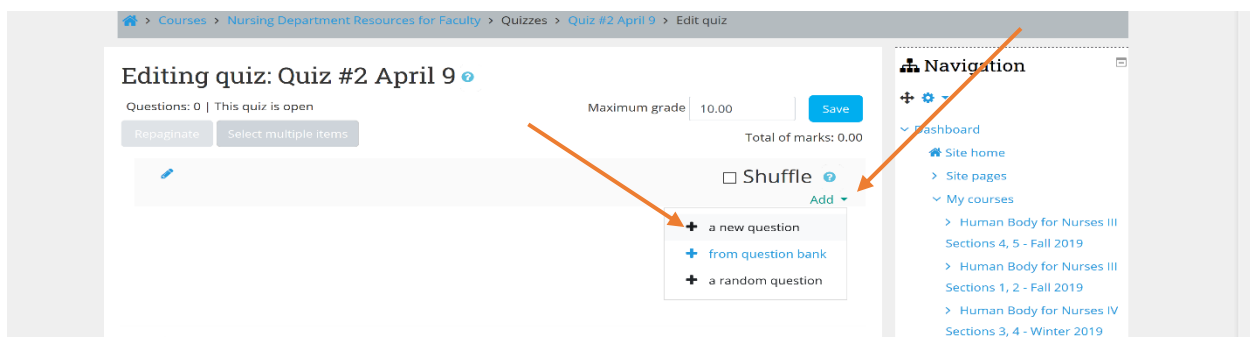 > Courses > Nursing Department Resources for Faculty > Quizzes > Quiz #2 April 9 > Edit quiz
Editing quiz: Quiz #2 April 9
Questions: 0 | This quiz is open
Maximum grade 10.00 Save
Repaginate Select multiple items
Total of marks: 0.00
Shuffle
Add
a new question
from question bank
a random question
Navigation
Dashboard
Site home
> Site pages
My courses
> Human Body for Nurses III
Sections 4, 5 - Fall 2019
> Human Body for Nurses III
Sections 1, 2 - Fall 2019
> Human Body for Nurses IV
Sections 3, 4 - Winter 2019